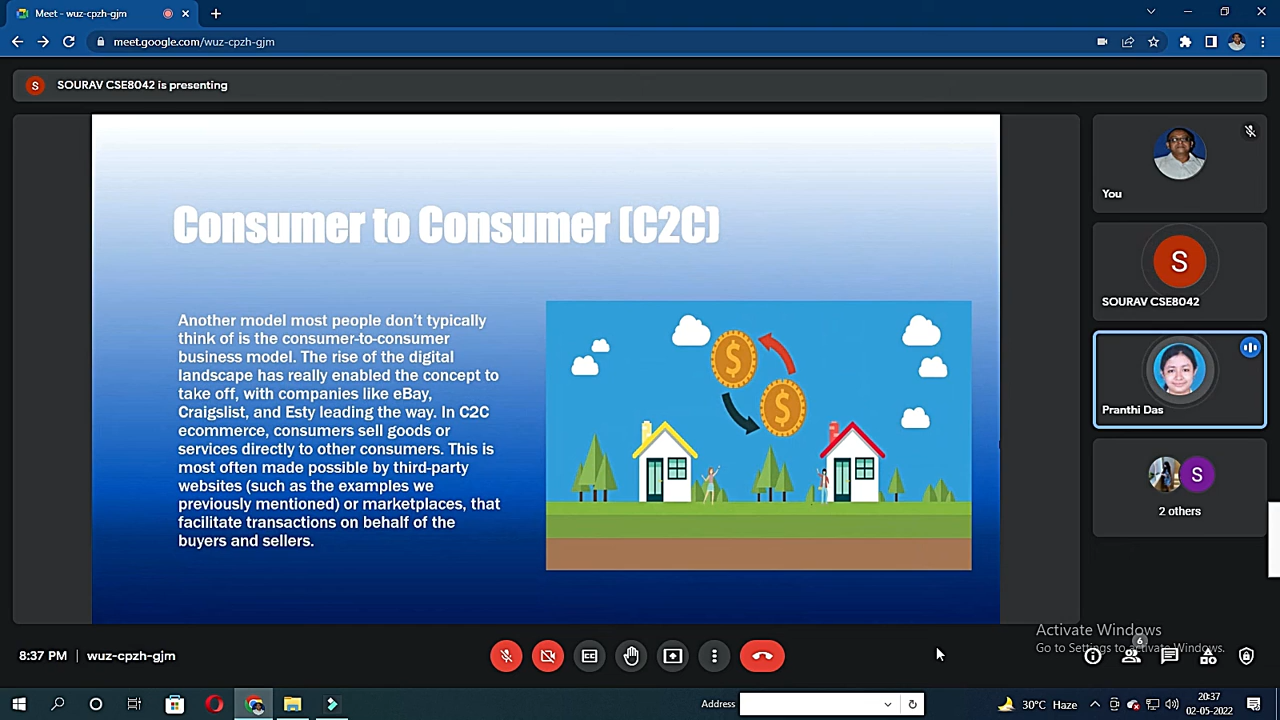 Meet - wuz-cpzh-gjm
meet.google.com/wuz-cpzh-gjm
S
SOURAV CSE8042 is presenting
Consumer to Consumer (C2C)
Another model most people don't typically
think of is the consumer-to-consumer
business model. The rise of the digital
landscape has really enabled the concept to
take off, with companies like eBay,
Craigslist, and Esty leading the way. In C2C
ecommerce, consumers sell goods or
services directly to other consumers. This is
most often made possible by third-party
websites (such as the examples we
previously mentioned) or marketplaces, that
facilitate transactions on behalf of the
buyers and sellers.
$
$
You
S
SOURAV CSE8042
Pranthi Das
S
2 others
Activate Windows
Go to Settings to activate Windows.
8:37 PM | wuz-cpzh-gjm
6
Address
30°C Haze
20:37
02-05-2022